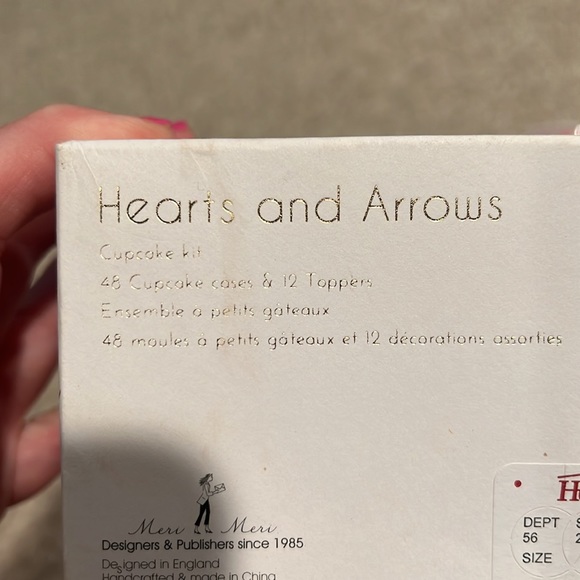 Hearts and Arrows
Cupcake kit
48 Cupcake cases & 12 Toppers
Ensemble a petits gâteaux
48 moules à petits gâteaux et 12 décorations assorties
Meri Meri
Designers & Publishers since 1985
Designed in England
Handcrafted & made in China
DEPT
56
SIZE